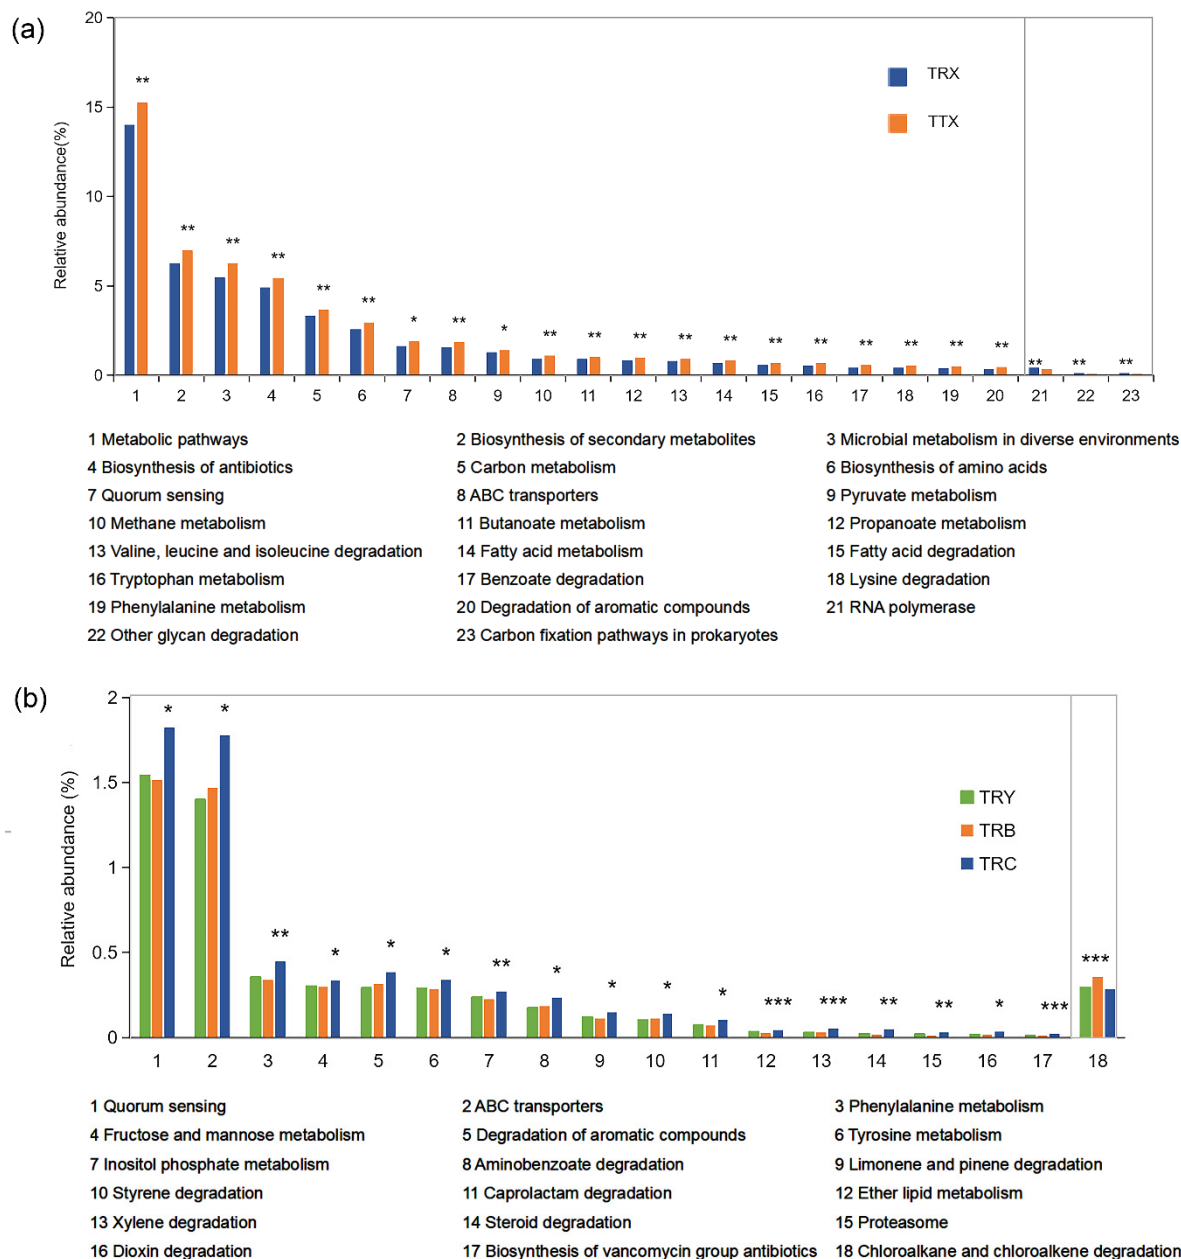 (a)
20
15
10
5
0
Relative abundance(%)
TRX
TTX
** ** ** ** ** ** * ** * ** ** ** ** ** ** ** ** ** ** ** ** ** **
1 2 3 4 5 6 7 8 9 10 11 12 13 14 15 16 17 18 19 20 21 22 23
1 Metabolic pathways 2 Biosynthesis of secondary metabolites 3 Microbial metabolism in diverse environments
4 Biosynthesis of antibiotics 5 Carbon metabolism 6 Biosynthesis of amino acids
7 Quorum sensing 8 ABC transporters 9 Pyruvate metabolism
10 Methane metabolism 11 Butanoate metabolism 12 Propanoate metabolism
13 Valine, leucine and isoleucine degradation 14 Fatty acid metabolism 15 Fatty acid degradation
16 Tryptophan metabolism 17 Benzoate degradation 18 Lysine degradation
19 Phenylalanine metabolism 20 Degradation of aromatic compounds 21 RNA polymerase
22 Other glycan degradation 23 Carbon fixation pathways in prokaryotes
(b)
2
1.5
1
0.5
0
Relative abundance (%)
TRY
TRB
TRC
* * ** * * * ** * * * * *** *** ** ** * *** ***
1 2 3 4 5 6 7 8 9 10 11 12 13 14 15 16 17 18
1 Quorum sensing 2 ABC transporters 3 Phenylalanine metabolism
4 Fructose and mannose metabolism 5 Degradation of aromatic compounds 6 Tyrosine metabolism
7 Inositol phosphate metabolism 8 Aminobenzoate degradation 9 Limonene and pinene degradation
10 Styrene degradation 11 Caprolactam degradation 12 Ether lipid metabolism
13 Xylene degradation 14 Steroid degradation 15 Proteasome
16 Dioxin degradation 17 Biosynthesis of vancomycin group antibiotics 18 Chloroalkane and chloroalkene degradation